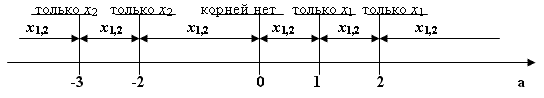 только x₂ только x₂ корней нет только x₁ только x₁
x₁,₂ x₁,₂ x₁,₂ x₁,₂ x₁,₂ x₁,₂ x₁,₂
-3 -2 0 1 2 a